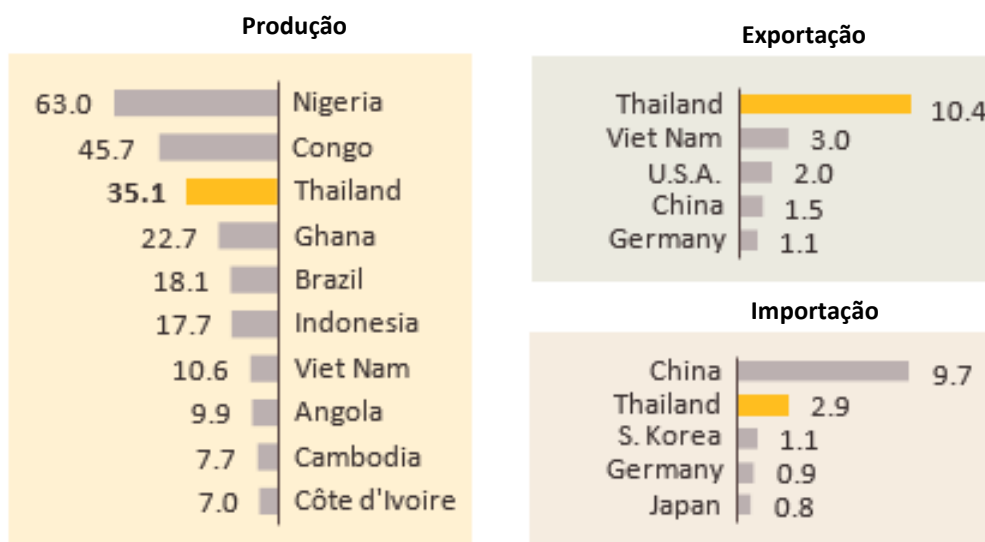 Produção
63.0 Nigeria
45.7 Congo
35.1 Thailand
22.7 Ghana
18.1 Brazil
17.7 Indonesia
10.6 Viet Nam
9.9 Angola
7.7 Cambodia
7.0 Côte d'Ivoire
Exportação
Thailand 10.4
Viet Nam 3.0
U.S.A. 2.0
China 1.5
Germany 1.1
Importação
China 9.7
Thailand 2.9
S. Korea 1.1
Germany 0.9
Japan 0.8